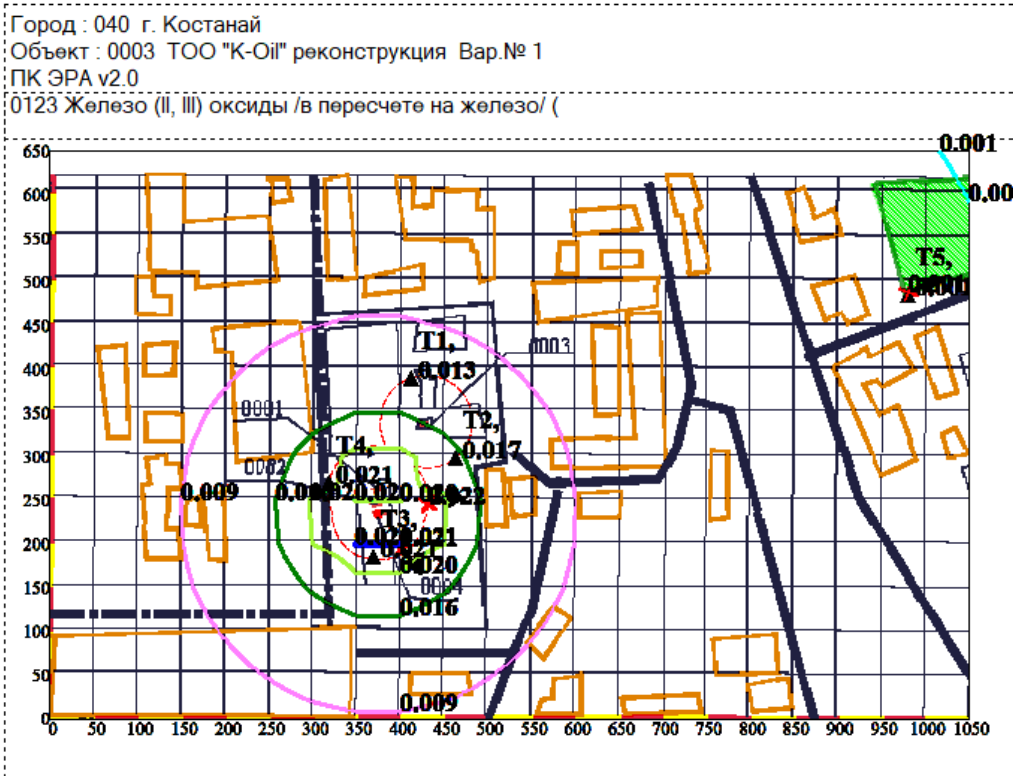 Город : 040 г. Костанай
Объект : 0003 ТОО "K-Oil" реконструкция Вар.№ 1
ПК ЭРА v2.0
0123 Железо (II, III) оксиды /в пересчете на железо/ (
0.001
650
600
0.00
550
T5,
500
450
T1,
0003
0.013
400
350
0001
T2,
T4,
0.017
300
0002
0.021
0.009
250
T3,
200
0.021
0.020
150
0004
0.016
100
50
0.009
0
0 50 100 150 200 250 300 350 400 450 500 550 600 650 700 750 800 850 900 950 1000 1050